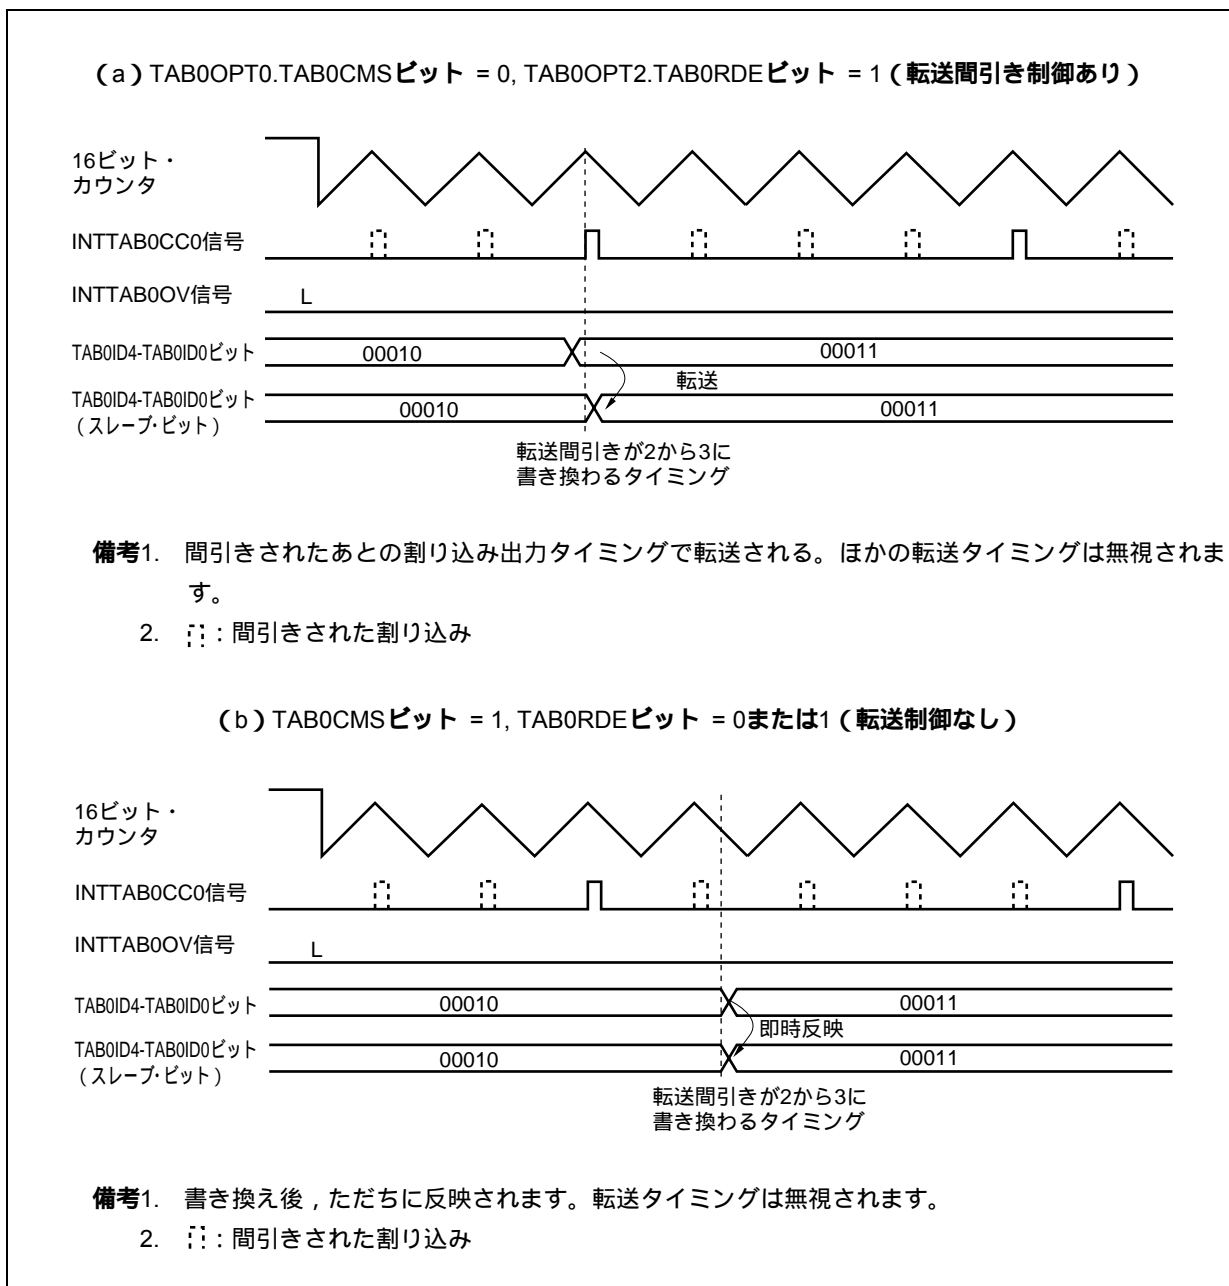 （a）TAB0OPT0.TAB0CMSビット = 0, TAB0OPT2.TAB0RDEビット = 1（転送間引き制御あり）
16ビット・
カウンタ
INTTAB0CC0信号
INTTAB0OV信号
L
TAB0ID4-TAB0ID0ビット
00010
00011
転送
TAB0ID4-TAB0ID0ビット
（スレーブ・ビット）
00010
00011
転送間引きが2から3に
書き換わるタイミング
備考1. 間引きされたあとの割り込み出力タイミングで転送される。ほかの転送タイミングは無視されま
す。
2. ：間引きされた割り込み
（b）TAB0CMSビット = 1, TAB0RDEビット = 0または1（転送制御なし）
16ビット・
カウンタ
INTTAB0CC0信号
INTTAB0OV信号
L
TAB0ID4-TAB0ID0ビット
00010
00011
即時反映
TAB0ID4-TAB0ID0ビット
（スレーブ・ビット）
00010
00011
転送間引きが2から3に
書き換わるタイミング
備考1. 書き換え後，ただちに反映されます。転送タイミングは無視されます。
2. ：間引きされた割り込み